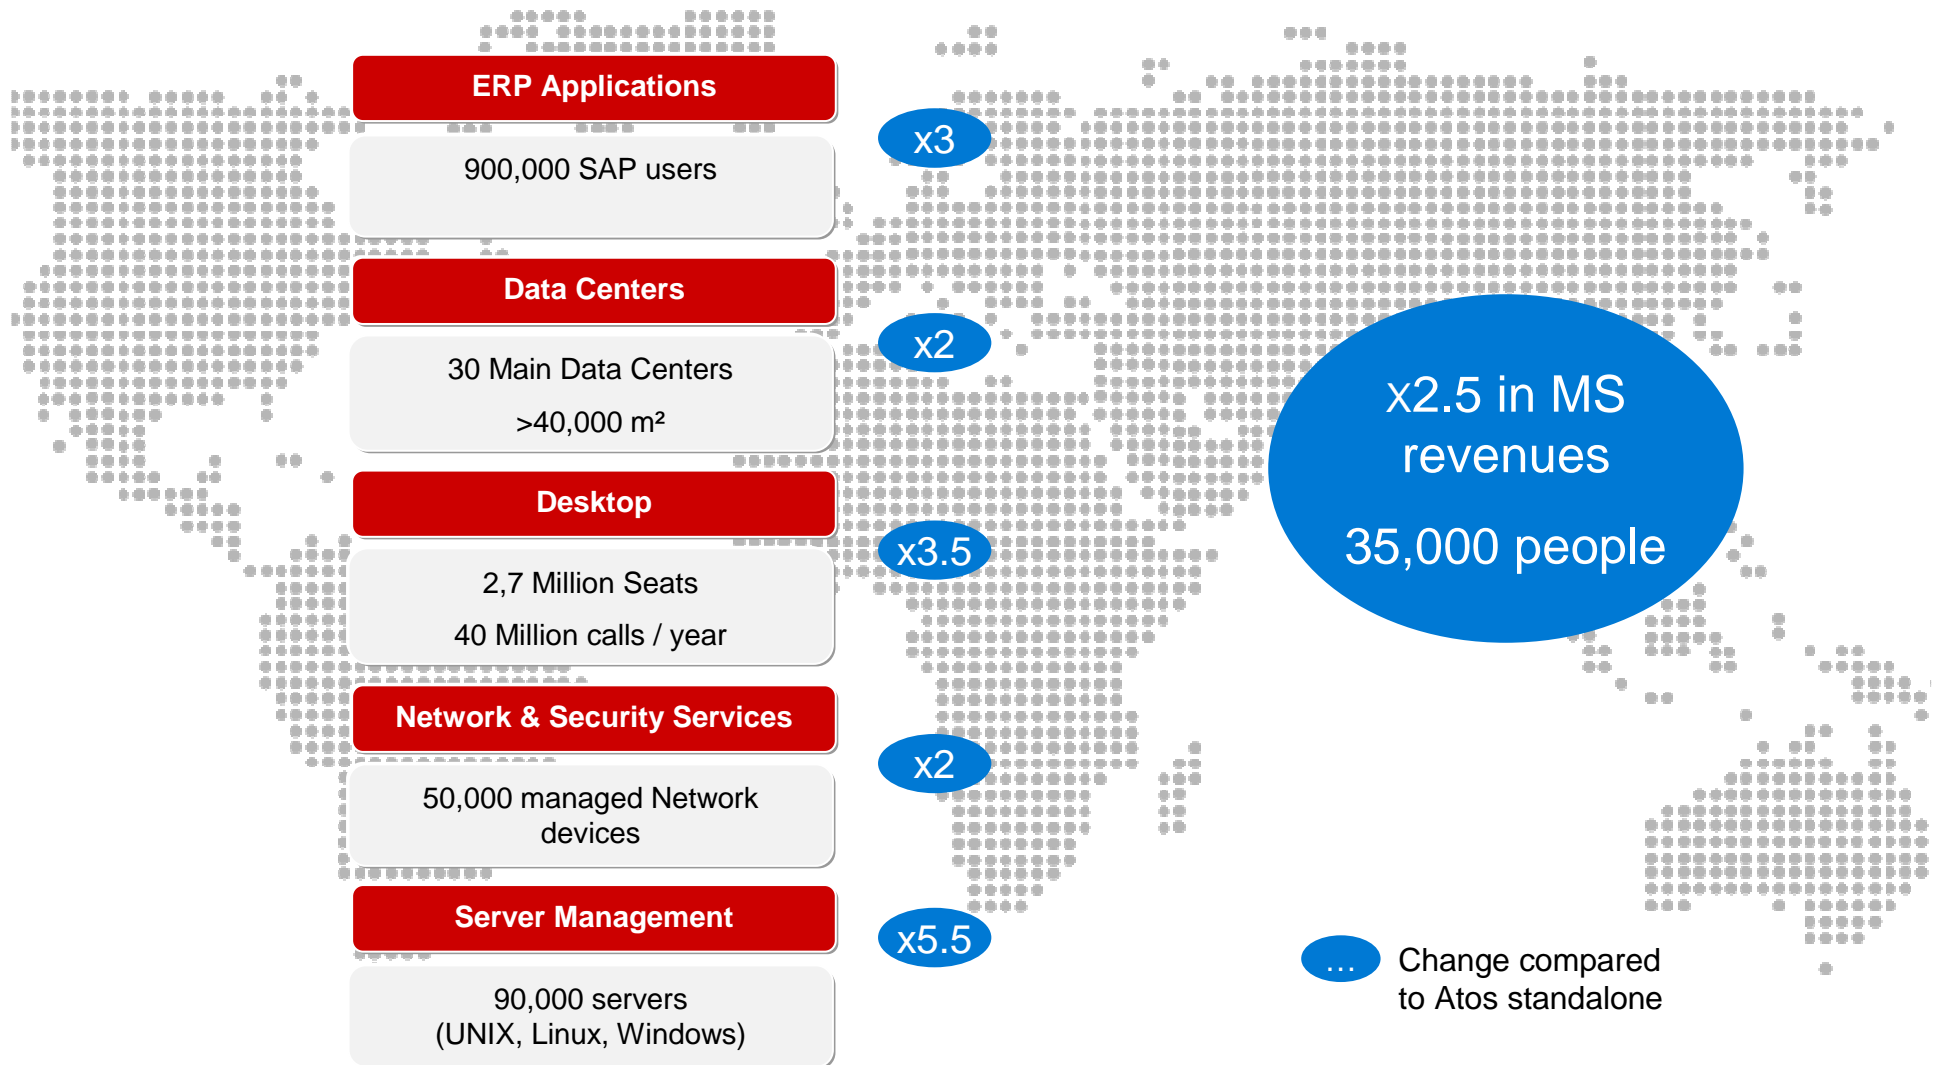 ERP Applications
900,000 SAP users
x3
Data Centers
30 Main Data Centers
>40,000 m²
x2
Desktop
2,7 Million Seats
40 Million calls / year
x3.5
Network & Security Services
50,000 managed Network
devices
x2
Server Management
90,000 servers
(UNIX, Linux, Windows)
x5.5
x2.5 in MS
revenues
35,000 people
... Change compared
to Atos standalone